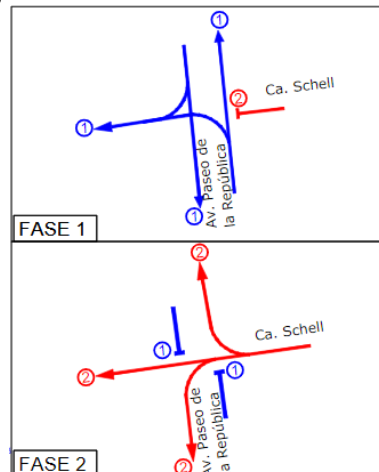 1
2
Ca. Schell
1
Av. Paseo de
la República
1
FASE 1
2
Ca. Schell
1
1
2
Av. Paseo de
la República
2
FASE 2